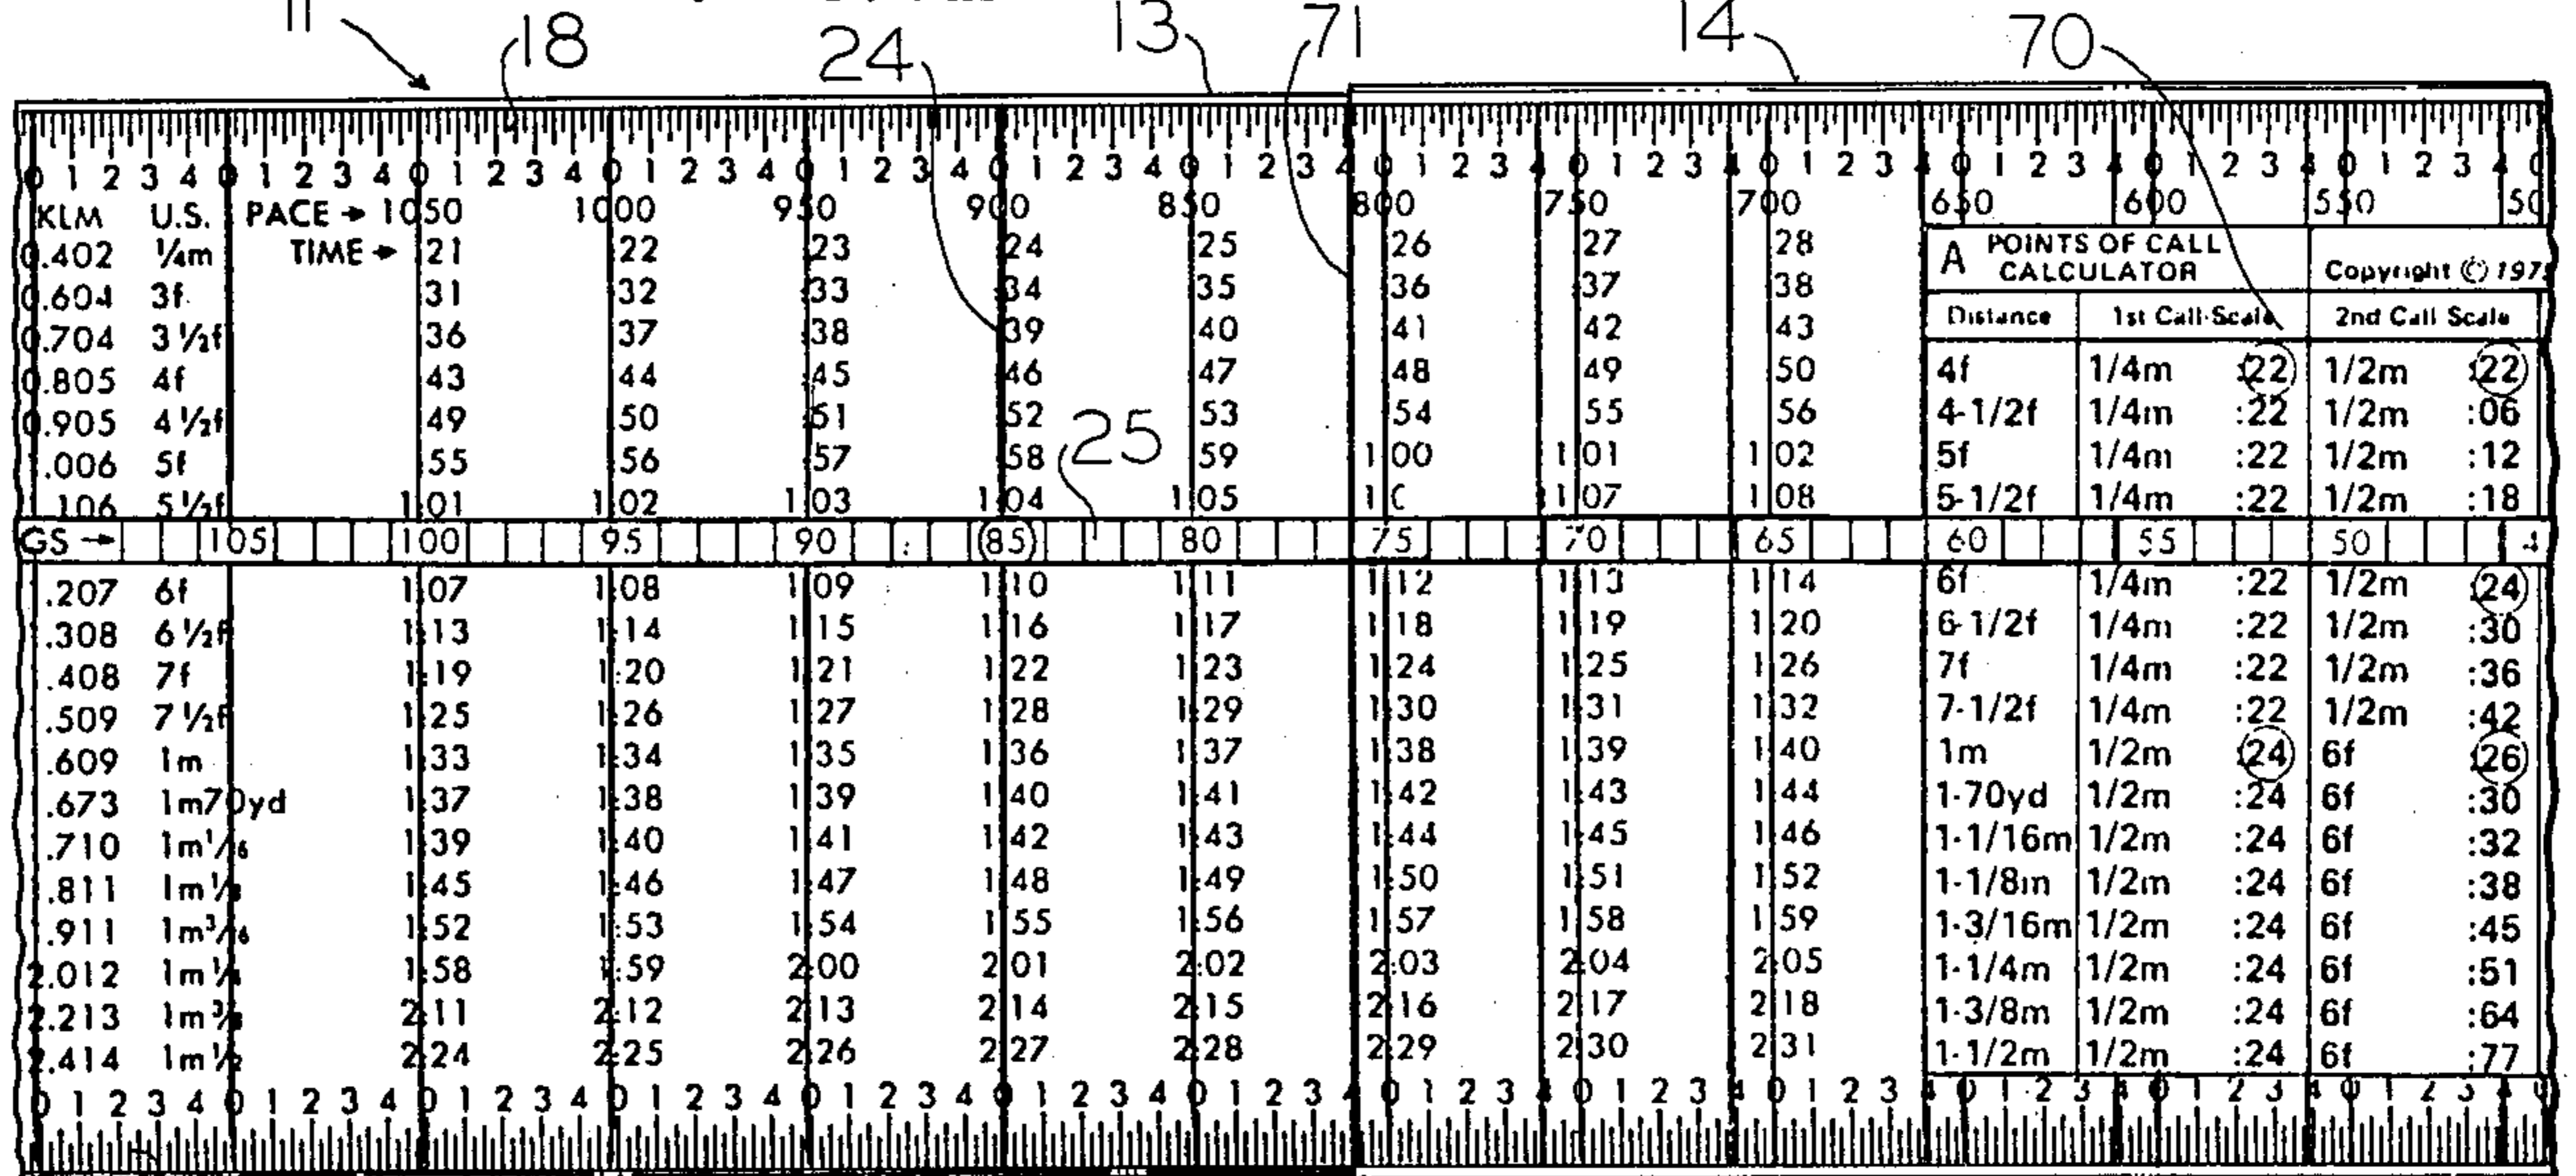 11 18 24 13 71 14 70
0 1 2 3 4 0 1 2 3 4 0 1 2 3 4 0 1 2 3 4 0 1 2 3 4 0 1 2 3 4 0 1 2 3 4 0 1 2 3 4 0 1 2 3 4 0 1 2 3 4 0 1 2 3 4 0 1 2 3 4 0 1 2 3 4 0
KLM U.S. PACE → 1050 1000 950 900 850 800 750 700 650 600 550 50
0.402 ¼m TIME → 21 22 23 24 25 26 27 28 A POINTS OF CALL CALCULATOR Copyright © 197
0.604 3f 31 32 33 34 35 36 37 38
0.704 3½f 36 37 38 39 40 41 42 43 Distance 1st Call Scale 2nd Call Scale
0.805 4f 43 44 45 46 47 48 49 50 4f 1/4m :22 1/2m :22
0.905 4½f 49 50 51 52 53 54 55 56 4-1/2f 1/4m :22 1/2m :06
.006 5f 55 56 57 58 59 1 00 1 01 1 02 5f 1/4m :22 1/2m :12
.106 5½f 1 01 1 02 1 03 1 04 1 05 1 0 1 07 1 08 5-1/2f 1/4m :22 1/2m :18
25
GS → 105 100 95 90 85 80 75 70 65 60 55 50 4
.207 6f 1:07 1:08 1:09 1:10 1:11 1:12 1:13 1:14 6f 1/4m :22 1/2m 24
.308 6½f 1:13 1:14 1:15 1:16 1:17 1:18 1:19 1:20 6-1/2f 1/4m :22 1/2m :30
.408 7f 1:19 1:20 1:21 1:22 1:23 1:24 1:25 1:26 7f 1/4m :22 1/2m :36
.509 7½f 1:25 1:26 1:27 1:28 1:29 1:30 1:31 1:32 7-1/2f 1/4m :22 1/2m :42
.609 1m 1:33 1:34 1:35 1:36 1:37 1:38 1:39 1:40 1m 1/2m 24 6f 26
.673 1m70yd 1:37 1:38 1:39 1:40 1:41 1:42 1:43 1:44 1-70yd 1/2m :24 6f :30
.710 1m1/16 1:39 1:40 1:41 1:42 1:43 1:44 1:45 1:46 1-1/16m 1/2m :24 6f :32
.811 1m⅛ 1:45 1:46 1:47 1:48 1:49 1:50 1:51 1:52 1-1/8m 1/2m :24 6f :38
.911 1m3/16 1:52 1:53 1:54 1:55 1:56 1:57 1:58 1:59 1-3/16m 1/2m :24 6f :45
2.012 1m¼ 1:58 1:59 2:00 2:01 2:02 2:03 2:04 2:05 1-1/4m 1/2m :24 6f :51
2.213 1m⅜ 2:11 2:12 2:13 2:14 2:15 2:16 2:17 2:18 1-3/8m 1/2m :24 6f :64
2.414 1m½ 2:24 2:25 2:26 2:27 2:28 2:29 2:30 2:31 1-1/2m 1/2m :24 6f :77
0 1 2 3 4 0 1 2 3 4 0 1 2 3 4 0 1 2 3 4 0 1 2 3 4 0 1 2 3 4 0 1 2 3 4 0 1 2 3 4 0 1 2 3 4 0 1 2 3 4 0 1 2 3 4 0 1 2 3 4 0 1 2 3 4 0